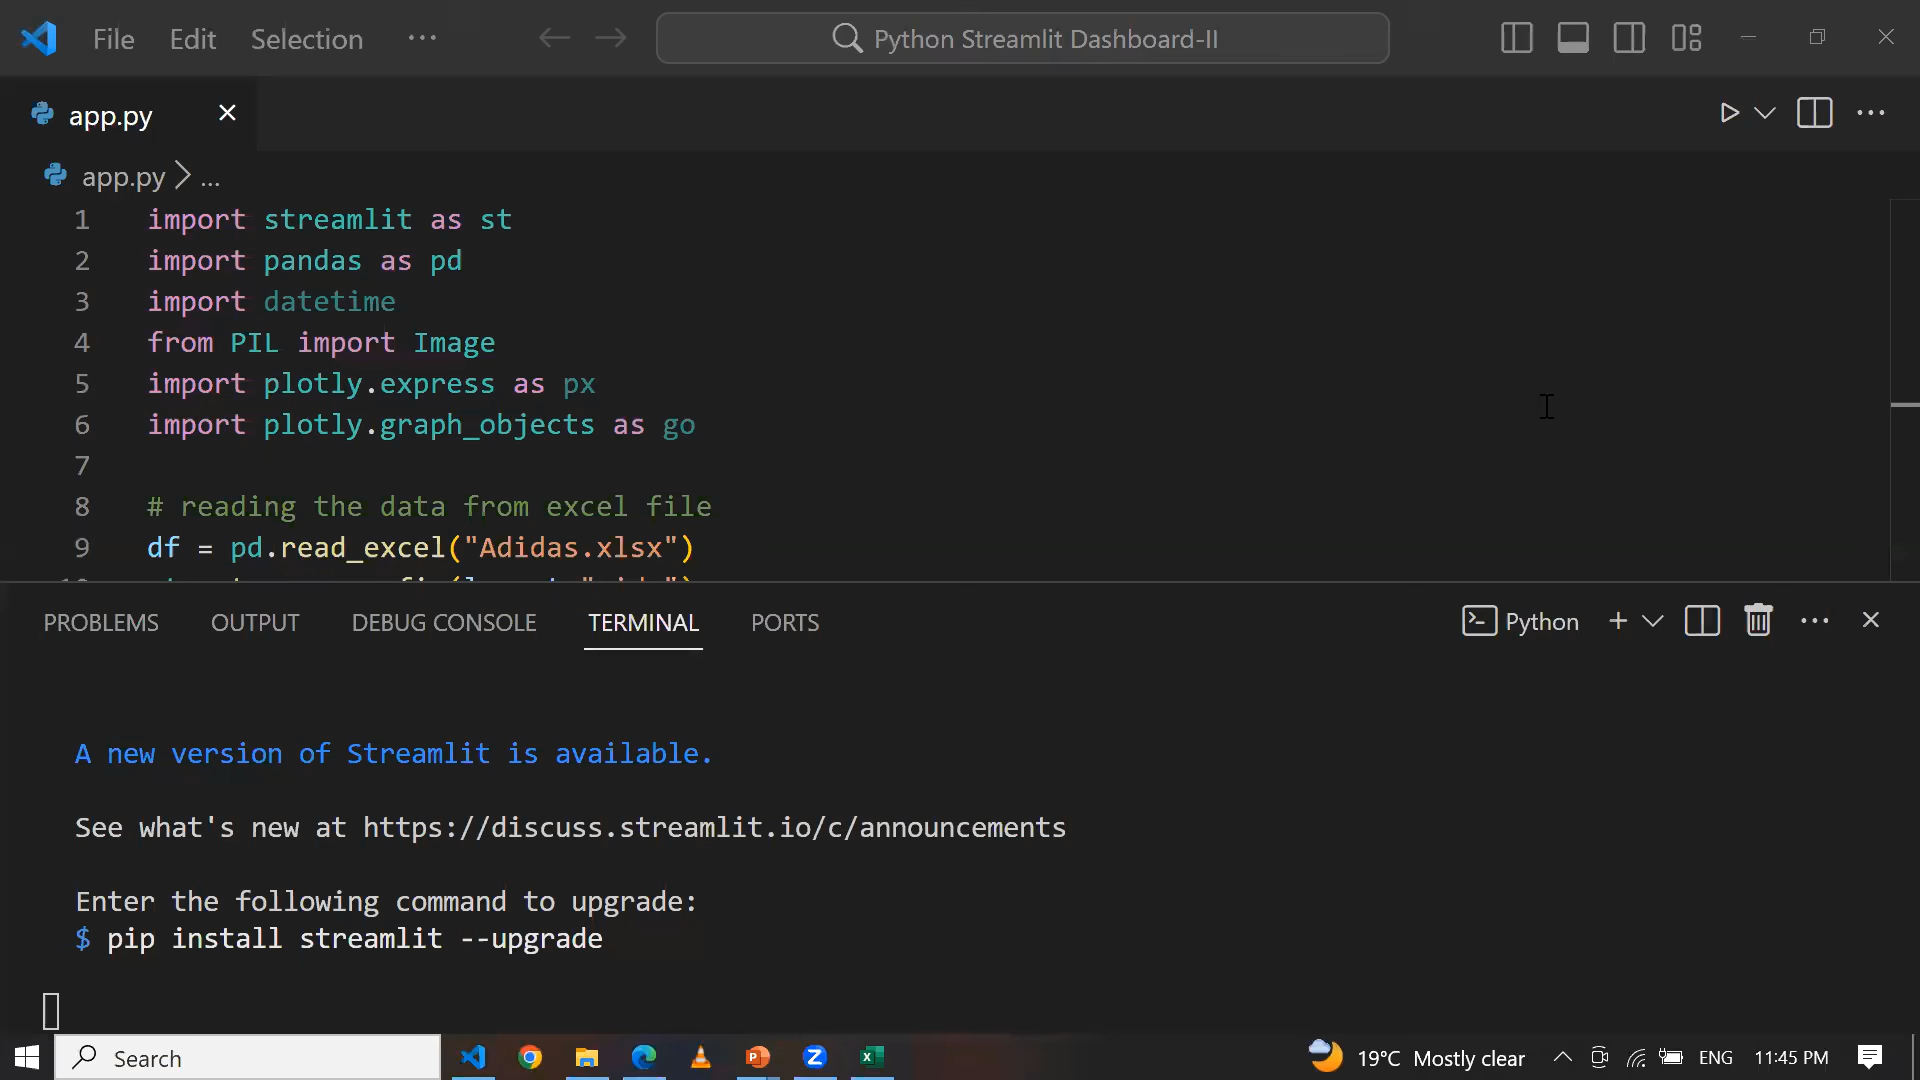 File Edit Selection ··· Python Streamlit Dashboard-II
app.py
app.py > ...
1 import streamlit as st
2 import pandas as pd
3 import datetime
4 from PIL import Image
5 import plotly.express as px
6 import plotly.graph_objects as go
7
8 # reading the data from excel file
9 df = pd.read_excel("Adidas.xlsx")
PROBLEMS OUTPUT DEBUG CONSOLE TERMINAL PORTS Python
A new version of Streamlit is available.
See what's new at https://discuss.streamlit.io/c/announcements
Enter the following command to upgrade:
$ pip install streamlit --upgrade
Search 19°C Mostly clear ENG 11:45 PM